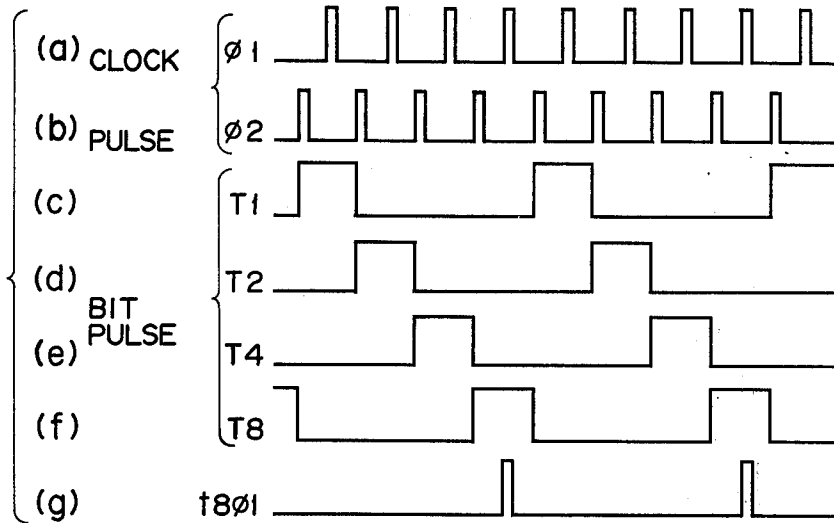 (a) CLOCK ø1
(b) PULSE ø2
(c) T1
(d) T2
BIT
PULSE
(e) T4
(f) T8
(g) t8ø1